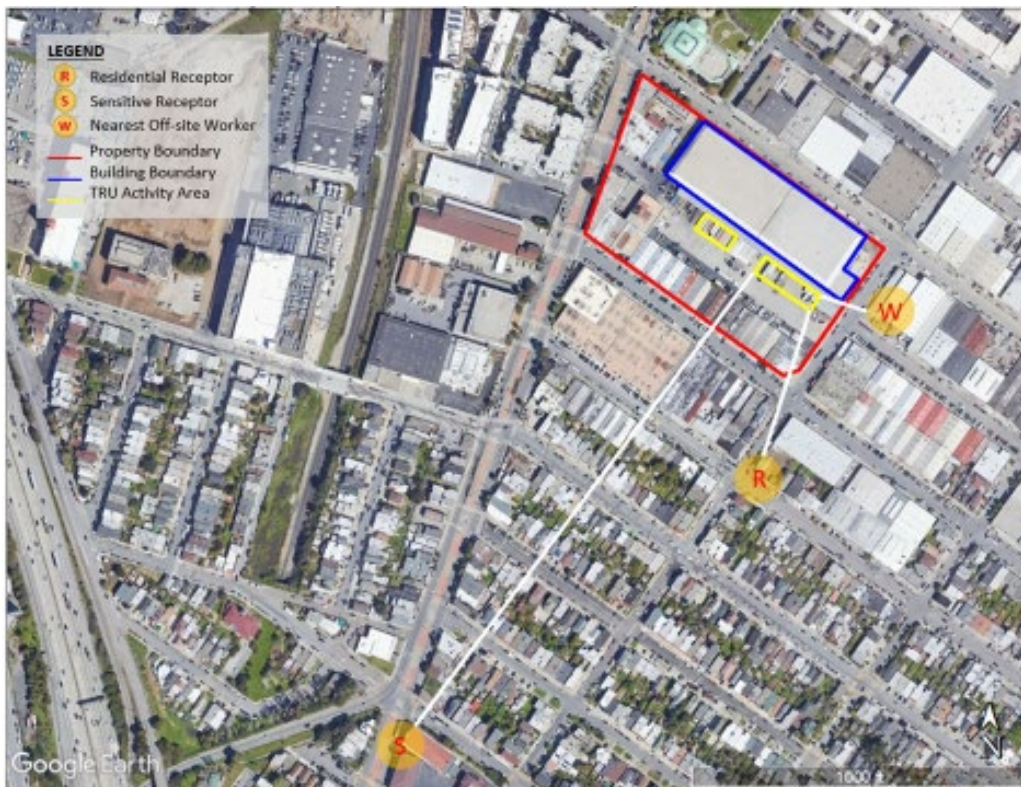 LEGEND
R Residential Receptor
S Sensitive Receptor
W Nearest Off-site Worker
Property Boundary
Building Boundary
TRU Activity Area
W
R
S
N
Google Earth
1000 ft